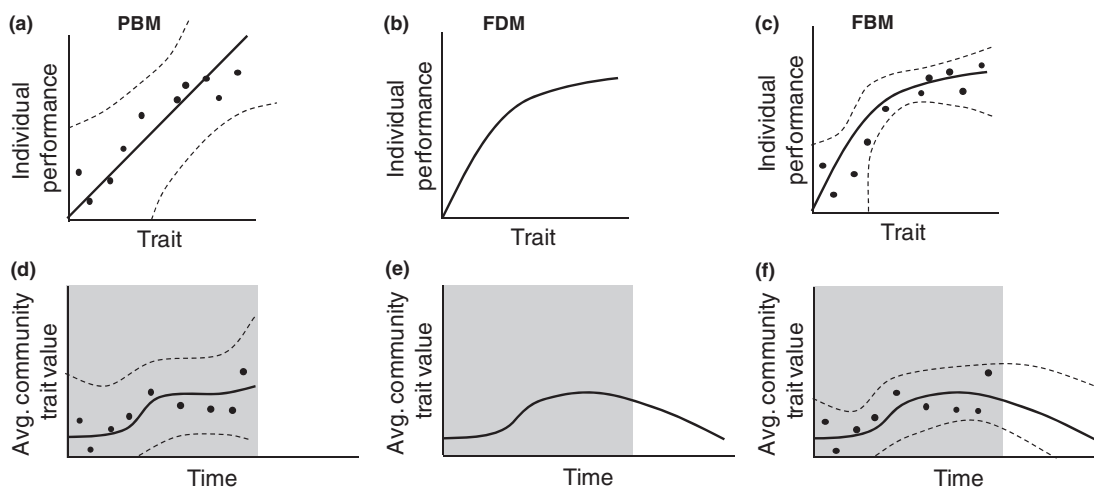 (a)
PBM
Individual
performance
Trait
(b)
FDM
Individual
performance
Trait
(c)
FBM
Individual
performance
Trait
(d)
Avg. community
trait value
Time
(e)
Avg. community
trait value
Time
(f)
Avg. community
trait value
Time